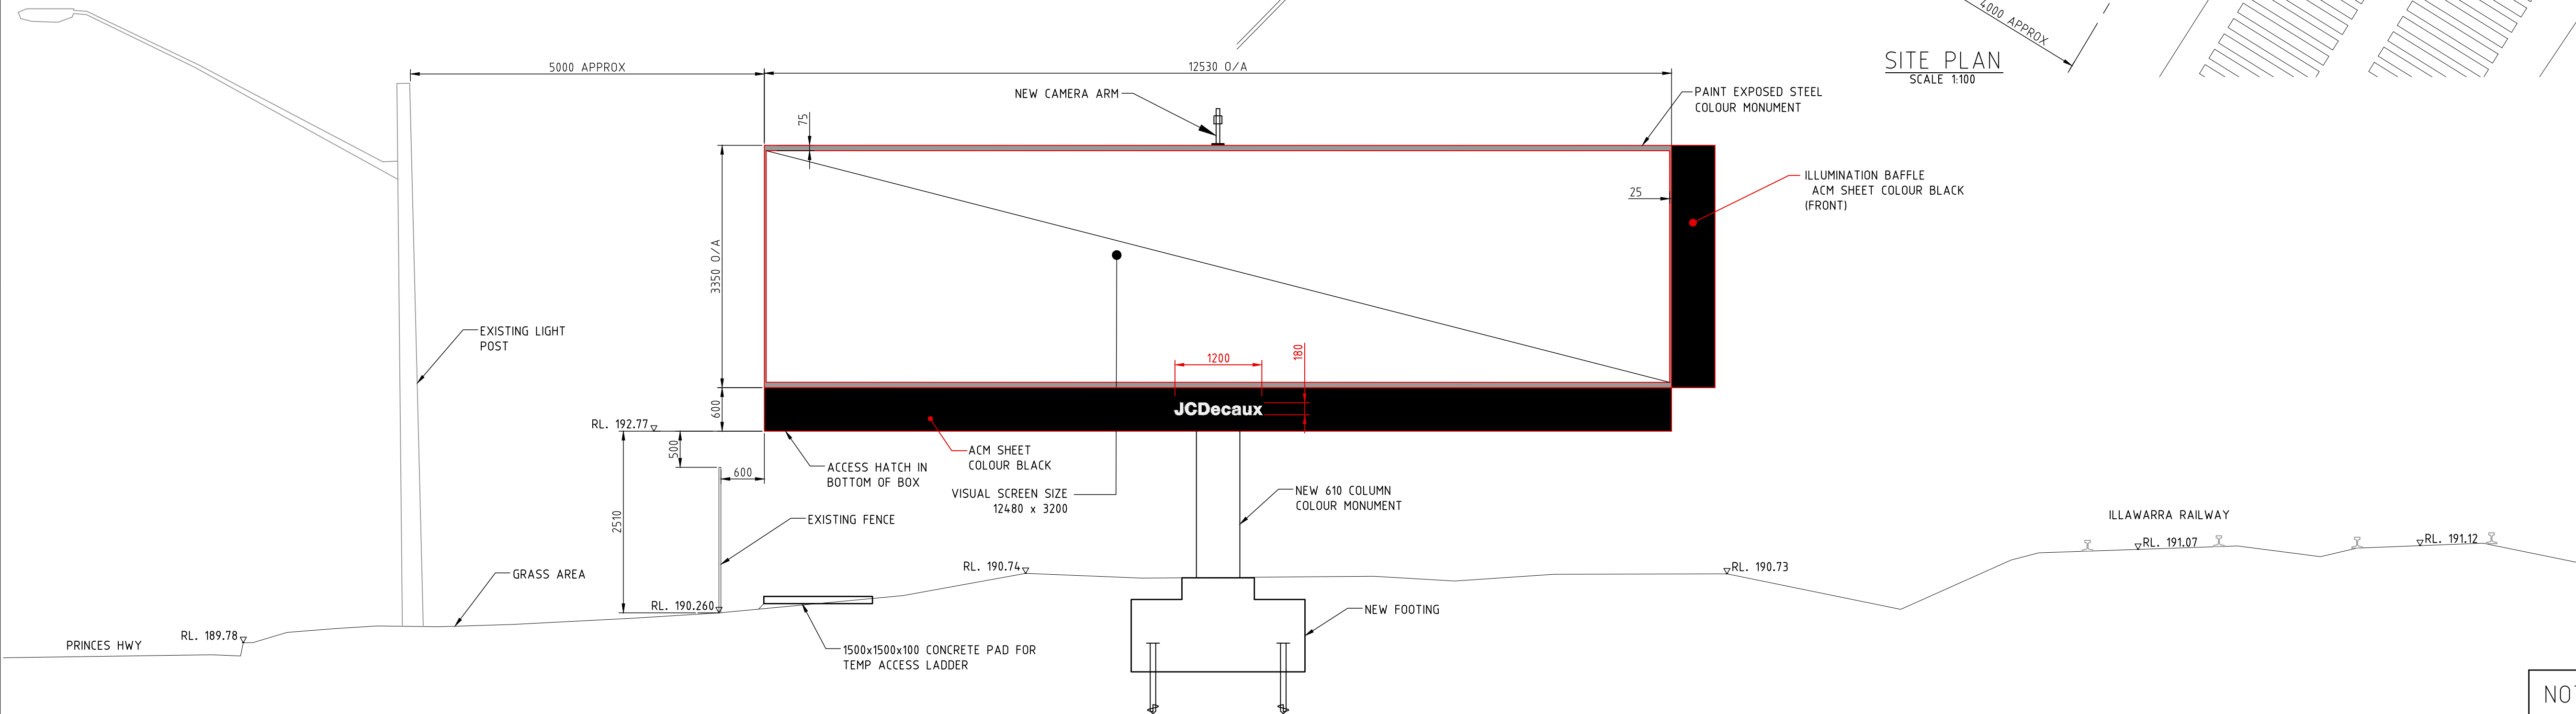 4000 APPROX
SITE PLAN
SCALE 1:100
5000 APPROX
12530 O/A
NEW CAMERA ARM
PAINT EXPOSED STEEL
COLOUR MONUMENT
75
ILLUMINATION BAFFLE
ACM SHEET COLOUR BLACK
(FRONT)
25
3350 O/A
EXISTING LIGHT
POST
1200
180
600
JCDecaux
RL. 192.77
500
600
ACCESS HATCH IN
BOTTOM OF BOX
ACM SHEET
COLOUR BLACK
VISUAL SCREEN SIZE
12480 x 3200
NEW 610 COLUMN
COLOUR MONUMENT
2510
EXISTING FENCE
ILLAWARRA RAILWAY
RL. 191.07
RL. 191.12
GRASS AREA
RL. 190.74
RL. 190.73
RL. 190.260
NEW FOOTING
PRINCES HWY
RL. 189.78
1500x1500x100 CONCRETE PAD FOR
TEMP ACCESS LADDER